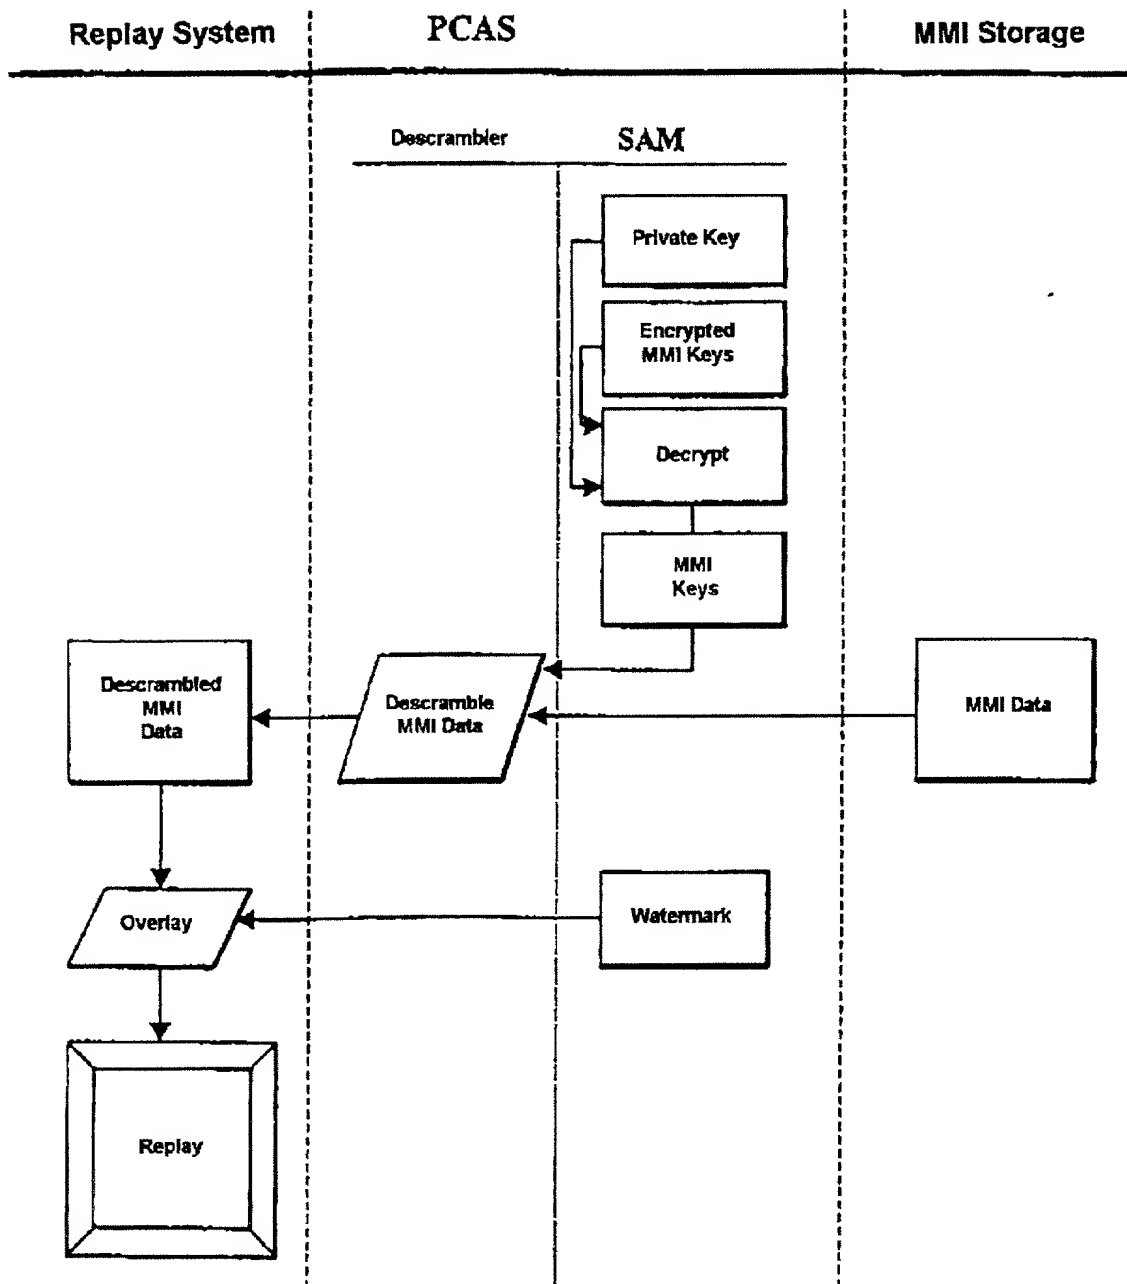 Replay System
PCAS
MMI Storage
Descrambler
SAM
Private Key
Encrypted
MMI Keys
Decrypt
MMI
Keys
Descrambled
MMI
Data
Descramble
MMI Data
MMI Data
Overlay
Watermark
Replay